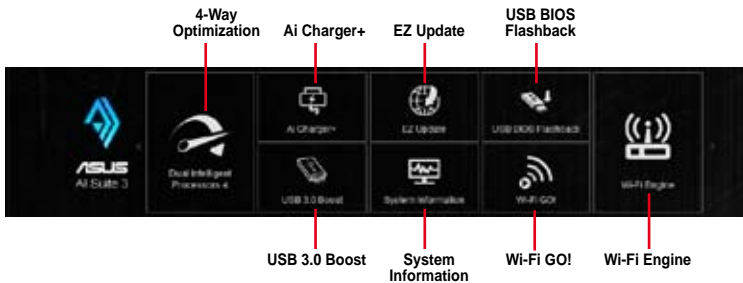 4-Way
Optimization
Ai Charger+
EZ Update
USB BIOS
Flashback
ASUS
AI Suite 3
Dual Intelligent
Processors 4
Ai Charger+
EZ Update
USB BIOS Flashback
USB 3.0 Boost
System Information
Wi-Fi GO!
Wi-Fi Engine
USB 3.0 Boost
System
Information
Wi-Fi GO!
Wi-Fi Engine